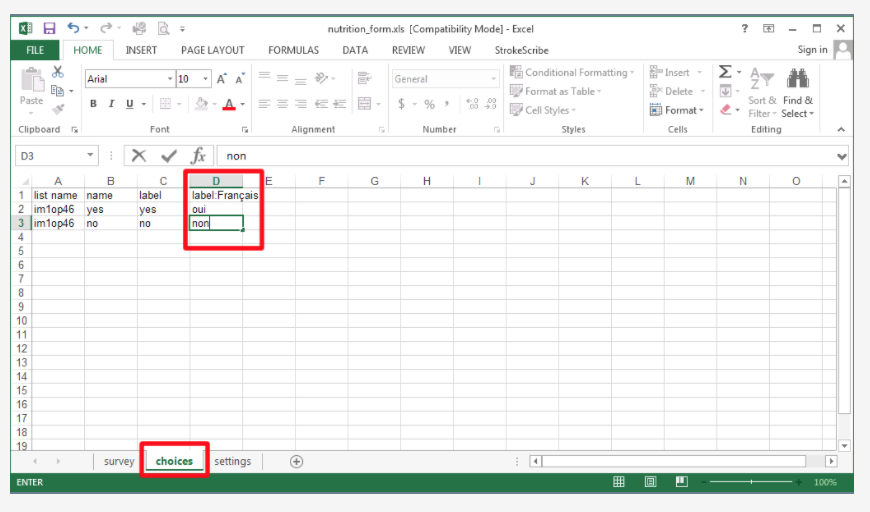 nutrition_form.xls [Compatibility Mode] - Excel
FILE HOME INSERT PAGE LAYOUT FORMULAS DATA REVIEW VIEW StrokeScribe Sign in
Paste
Clipboard
Arial 10
B I U A
Font
Alignment
General
$ % ,
Number
Conditional Formatting
Format as Table
Cell Styles
Styles
Insert
Delete
Format
Cells
Sort & Filter
Find & Select
Editing
D3 fx non
A B C D E F G H I J K L M N O
1 list name name label label:Français
2 im1op46 yes yes oui
3 im1op46 no no non
4
5
6
7
8
9
10
11
12
13
14
15
16
17
18
19
survey choices settings
ENTER 100%